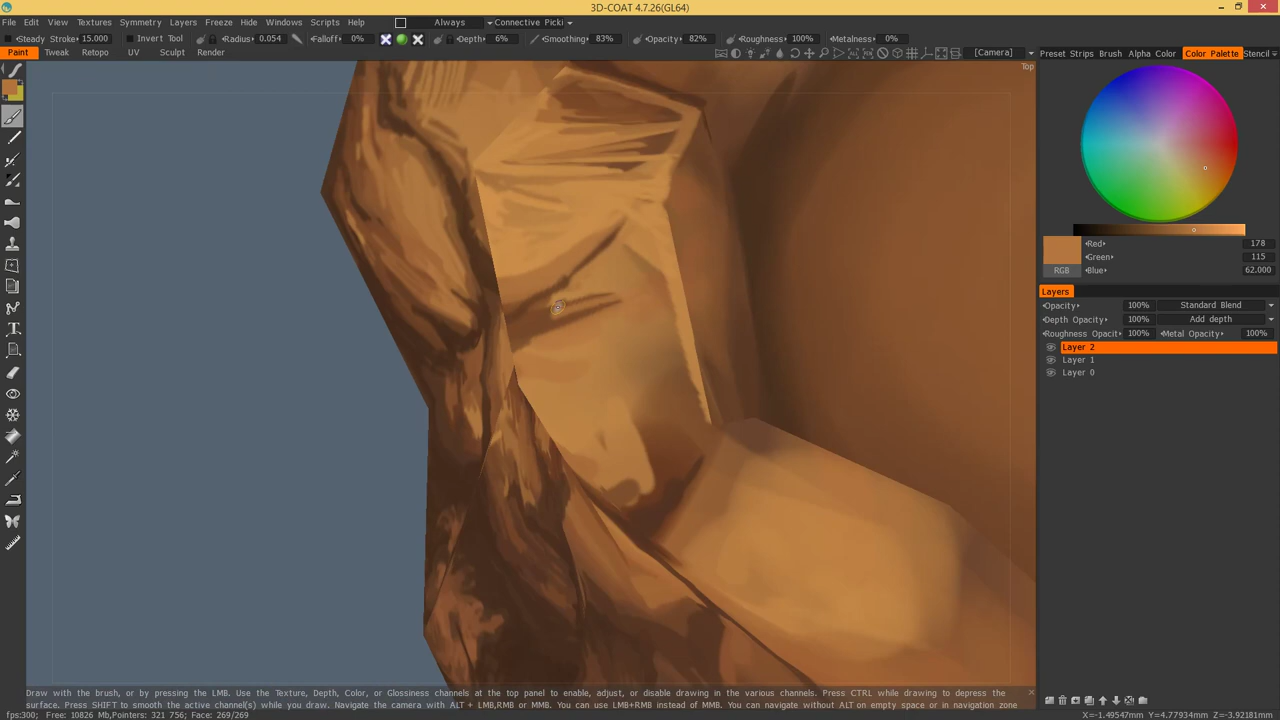 3D-COAT 4.7.26(GL64)
File Edit View Textures Symmetry Layers Freeze Hide Windows Scripts Help Always Connective Picki
Steady Stroke 15.000 Invert Tool Radius 0.054 Falloff 0% Depth 6% Smoothing 83% Opacity 82% Roughness 100% Metalness 0%
Paint Tweak Retopo UV Sculpt Render [Camera] Preset Strips Brush Alpha Color Color Palette Stencil
Top
Red 178
Green 115
RGB Blue 62.000
Layers
Opacity 100% Standard Blend
Depth Opacity 100% Add depth
Roughness Opacit 100% Metal Opacity 100%
Layer 2
Layer 1
Layer 0
Draw with the brush, or by pressing the LMB. Use the Texture, Depth, Color, or Glossiness channels at the top panel to enable, adjust, or disable drawing in the various channels. Press CTRL while drawing to depress the
surface. Press SHIFT to smooth the active channel(s) while you draw. Navigate the camera with ALT + LMB,RMB or MMB. You can use LMB+RMB instead of MMB. You can navigate without ALT on empty space or in navigation zone
fps:300; Free: 10826 Mb,Pointers: 321 756; Face: 269/269 X=-1.49547mm Y=4.77934mm Z=-3.92181mm